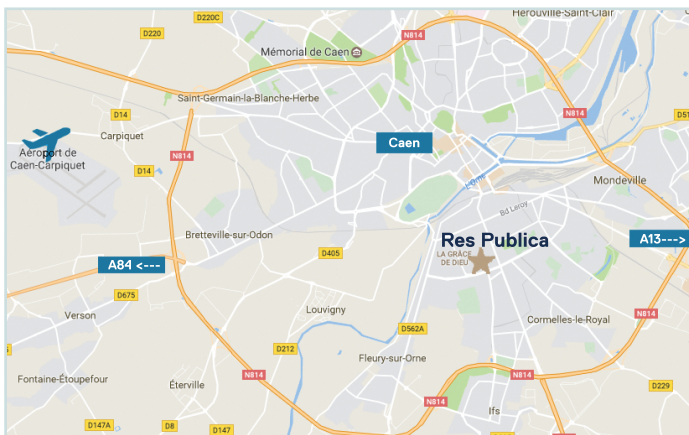 Hérouville-Saint-Clair
D220C
D220
N814
Mémorial de Caen
Saint-Germain-la-Blanche-Herbe
D14
N814
Carpiquet
Caen
Aéroport de
Caen-Carpiquet
N814
D14
L'Orne
Mondeville
Bd Leroy
Bretteville-sur-Odon
Res Publica
A13--->
D405
LA GRÂCE
DE DIEU
A84 <---
D675
Verson
Louvigny
N814
Cormelles-le-Royal
D562A
D212
Fleury-sur-Orne
Fontaine-Étoupefour
Éterville
N814
N814
D229
N814
Ifs
D147A
D8
D147